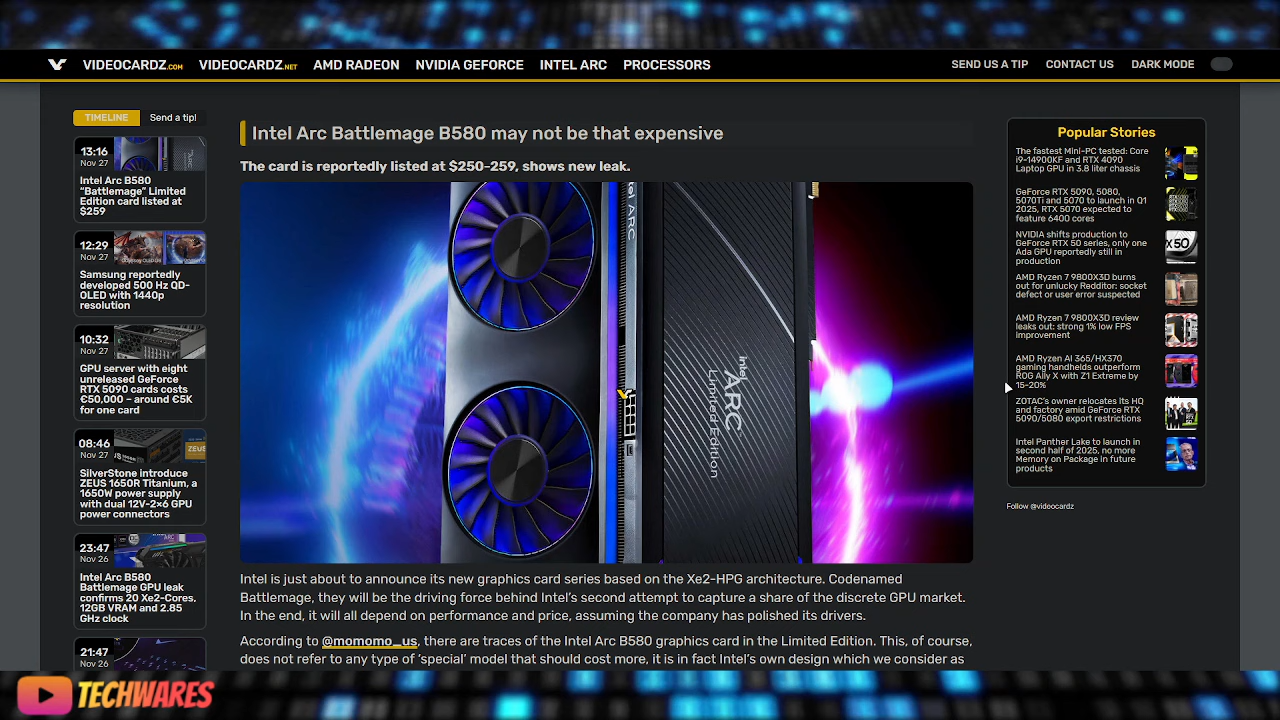 VIDEOCARDZ.COM VIDEOCARDZ.NET AMD RADEON NVIDIA GEFORCE INTEL ARC PROCESSORS SEND US A TIP CONTACT US DARK MODE
TIMELINE Send a tip!
13:16
Nov 27
Intel Arc B580
“Battlemage” Limited
Edition card listed at
$259
12:29
Nov 27
Samsung reportedly
developed 500 Hz QD-
OLED with 1440p
resolution
10:32
Nov 27
GPU server with eight
unreleased GeForce
RTX 5090 cards costs
€50,000 – around €5K
for one card
08:46
Nov 27
SilverStone introduce
ZEUS 1650R Titanium, a
1650W power supply
with dual 12V-2×6 GPU
power connectors
23:47
Nov 26
Intel Arc B580
Battlemage GPU leak
confirms 20 Xe2-Cores.
12GB VRAM and 2.85
GHz clock
21:47
Nov 26
Intel Arc Battlemage B580 may not be that expensive
The card is reportedly listed at $250-259, shows new leak.
intel ARC
intel
ARC
Limited Edition
Intel is just about to announce its new graphics card series based on the Xe2-HPG architecture. Codenamed
Battlemage, they will be the driving force behind Intel’s second attempt to capture a share of the discrete GPU market.
In the end, it will all depend on performance and price, assuming the company has polished its drivers.
According to @momomo_us, there are traces of the Intel Arc B580 graphics card in the Limited Edition. This, of course,
does not refer to any type of ‘special’ model that should cost more, it is in fact Intel’s own design which we consider as
Popular Stories
The fastest Mini-PC tested: Core
i9-14900KF and RTX 4090
Laptop GPU in 3.8 liter chassis
GeForce RTX 5090, 5080,
5070Ti and 5070 to launch in Q1
2025, RTX 5070 expected to
feature 6400 cores
NVIDIA shifts production to
GeForce RTX 50 series, only one
Ada GPU reportedly still in
production
X 50
AMD Ryzen 7 9800X3D burns
out for unlucky Redditor: socket
defect or user error suspected
AMD Ryzen 7 9800X3D review
leaks out: strong 1% low FPS
improvement
AMD Ryzen AI 365/HX370
gaming handhelds outperform
ROG Ally X with Z1 Extreme by
15-20%
ZOTAC’s owner relocates its HQ
and factory amid GeForce RTX
5090/5080 export restrictions
Intel Panther Lake to launch in
second half of 2025, no more
Memory on Package in future
products
Follow @videocardz
TECHWARES